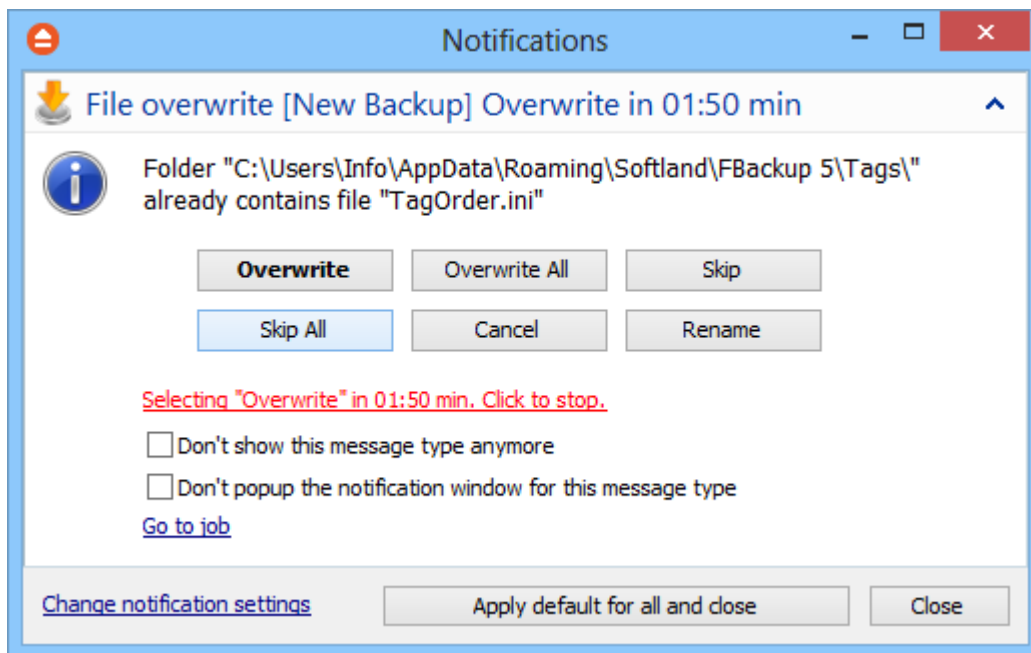 Notifications
File overwrite [New Backup] Overwrite in 01:50 min
Folder "C:\Users\Info\AppData\Roaming\Softland\FBackup 5\Tags\"
already contains file "TagOrder.ini"
Overwrite Overwrite All Skip
Skip All Cancel Rename
Selecting "Overwrite" in 01:50 min. Click to stop.
Don't show this message type anymore
Don't popup the notification window for this message type
Go to job
Change notification settings Apply default for all and close Close